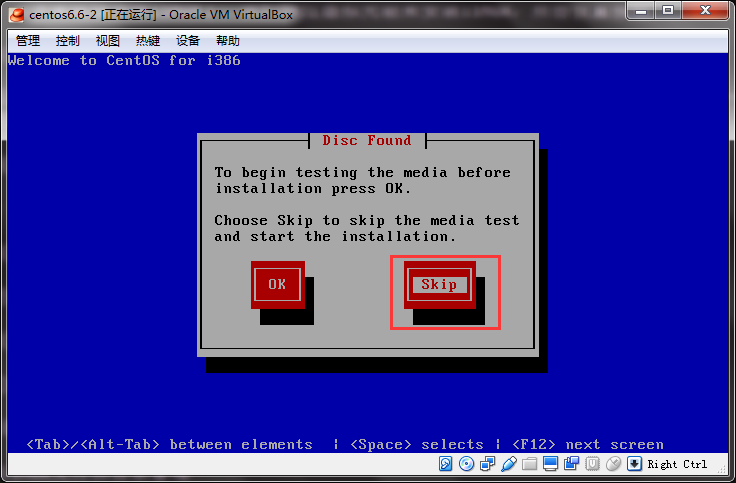 centos6.6-2 [正在运行] - Oracle VM VirtualBox
管理 控制 视图 热键 设备 帮助
Welcome to CentOS for i386
Disc Found
To begin testing the media before
installation press OK.
Choose Skip to skip the media test
and start the installation.
OK Skip
<Tab>/<Alt-Tab> between elements | <Space> selects | <F12> next screen
Right Ctrl